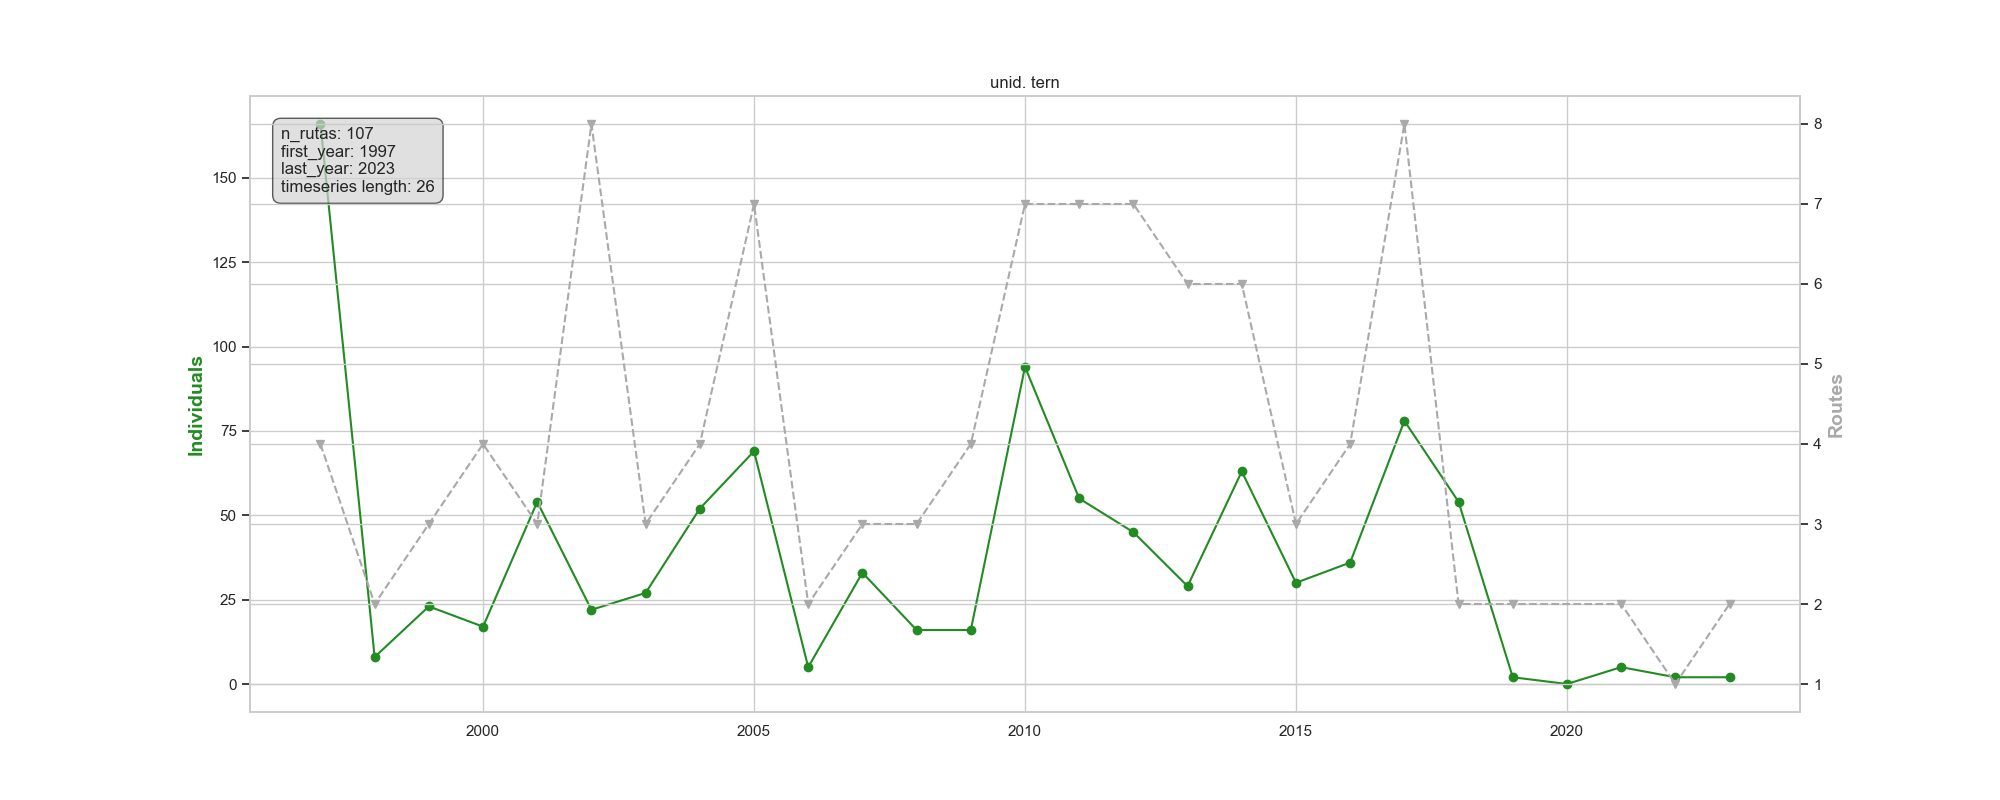 unid. tern
n_rutas: 107
first_year: 1997
last_year: 2023
timeseries length: 26
150
125
100
75
50
25
0
Individuals
8
7
6
5
4
3
2
1
Routes
2000
2005
2010
2015
2020